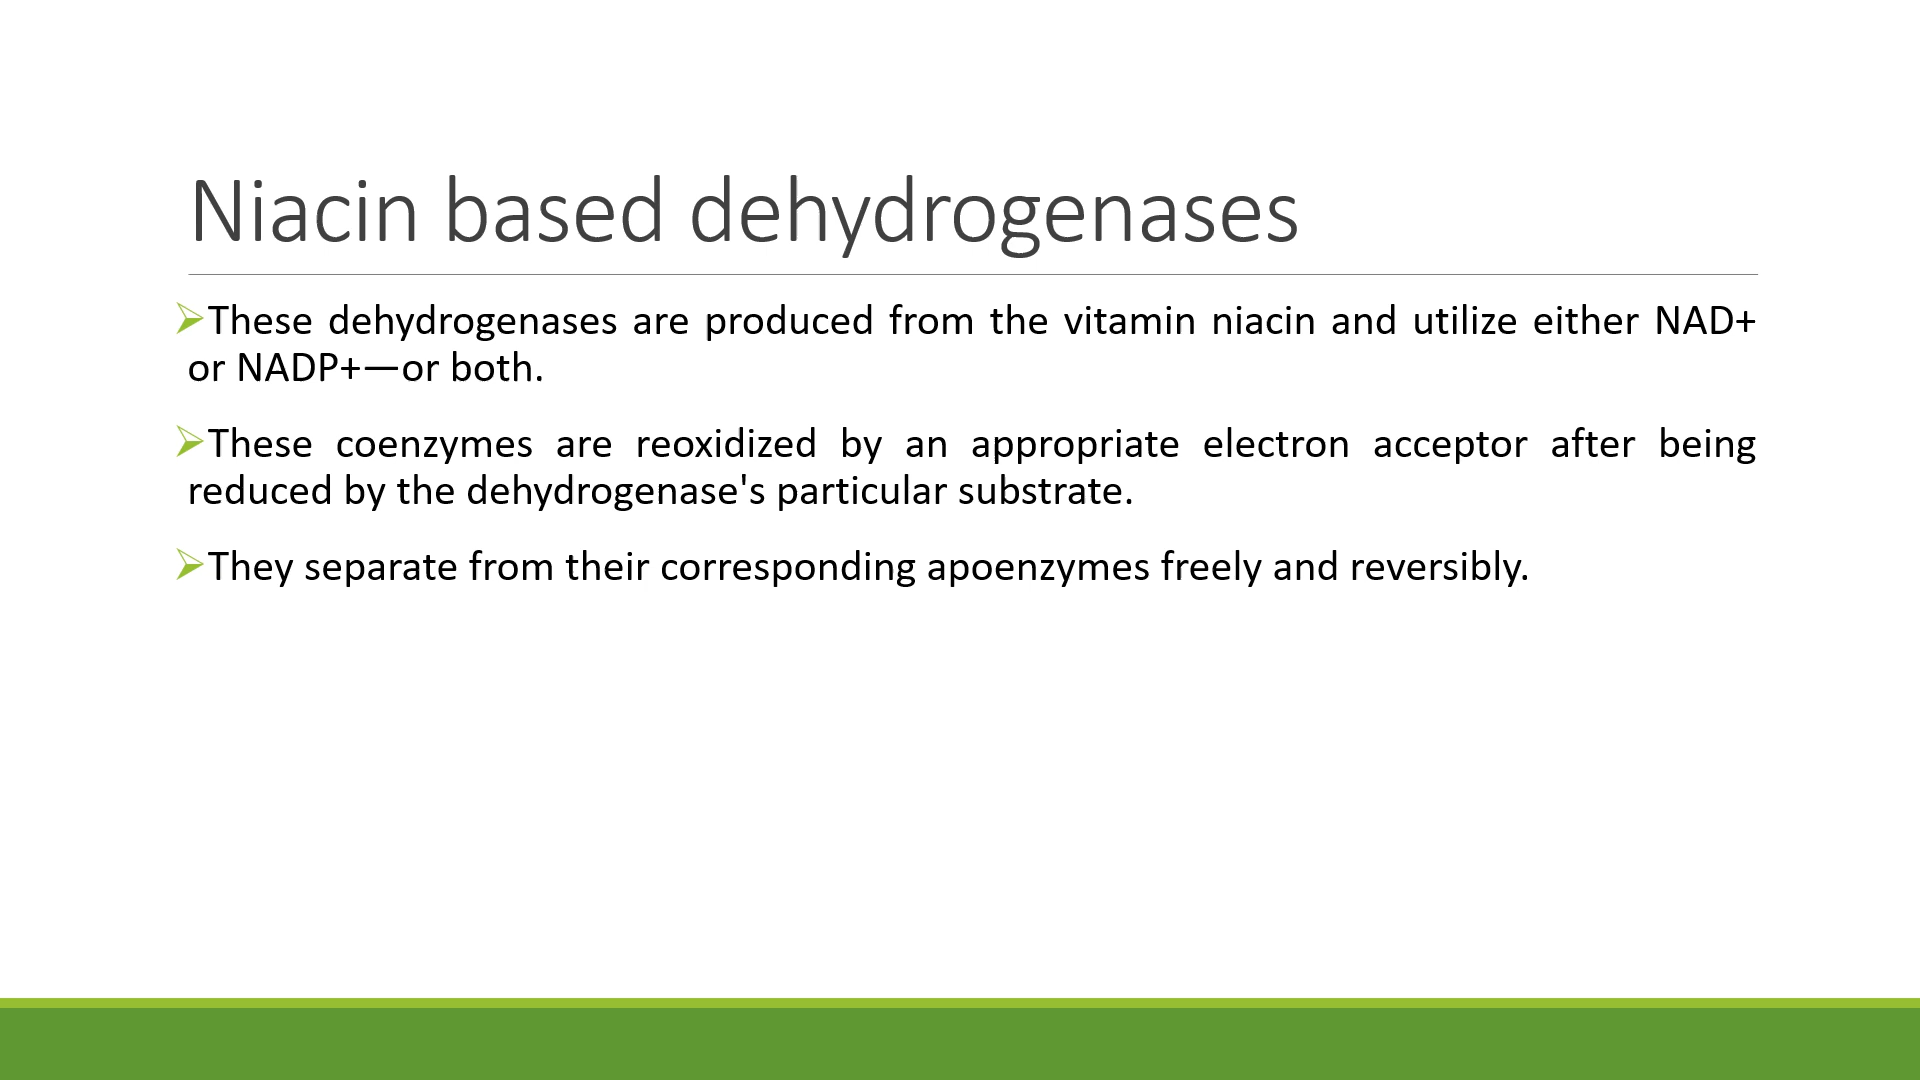 Niacin based dehydrogenases
➢These dehydrogenases are produced from the vitamin niacin and utilize either NAD+
or NADP+—or both.
➢These coenzymes are reoxidized by an appropriate electron acceptor after being
reduced by the dehydrogenase's particular substrate.
➢They separate from their corresponding apoenzymes freely and reversibly.